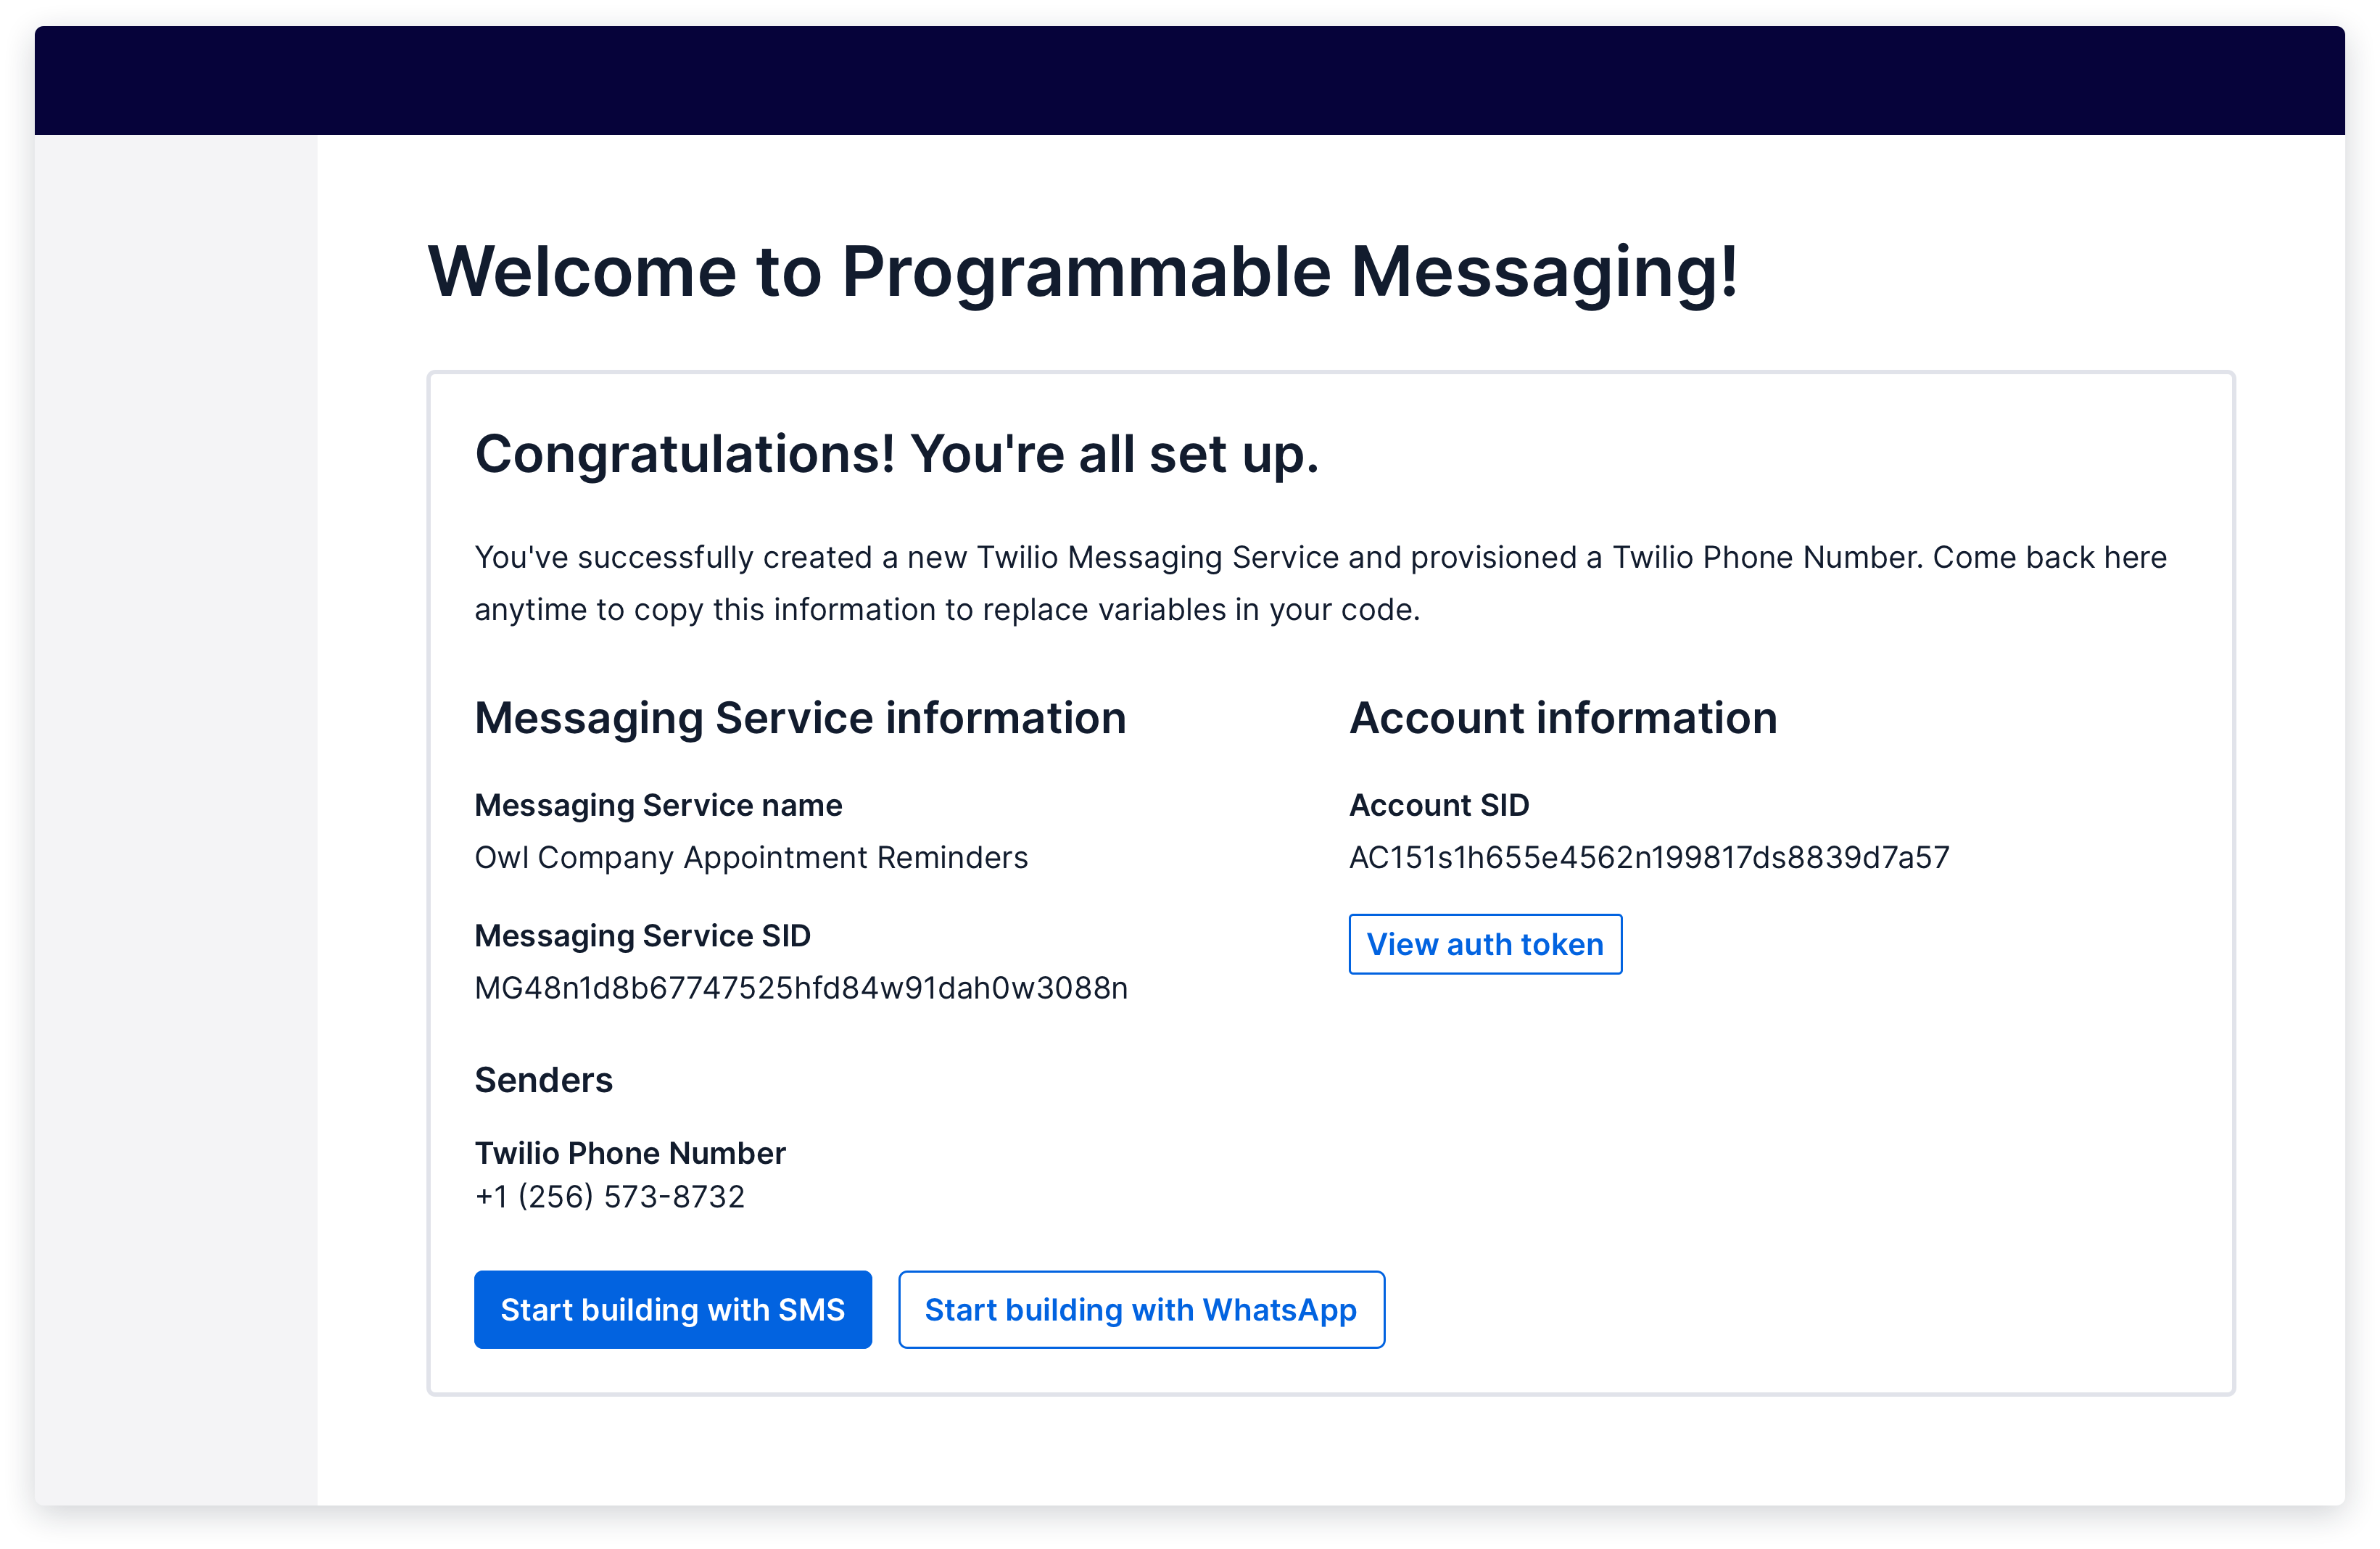 Welcome to Programmable Messaging!
Congratulations! You're all set up.
You've successfully created a new Twilio Messaging Service and provisioned a Twilio Phone Number. Come back here
anytime to copy this information to replace variables in your code.
Messaging Service information
Messaging Service name
Owl Company Appointment Reminders
Messaging Service SID
MG48n1d8b67747525hfd84w91dah0w3088n
Senders
Twilio Phone Number
+1 (256) 573-8732
Account information
Account SID
AC151s1h655e4562n199817ds8839d7a57
View auth token
Start building with SMS
Start building with WhatsApp